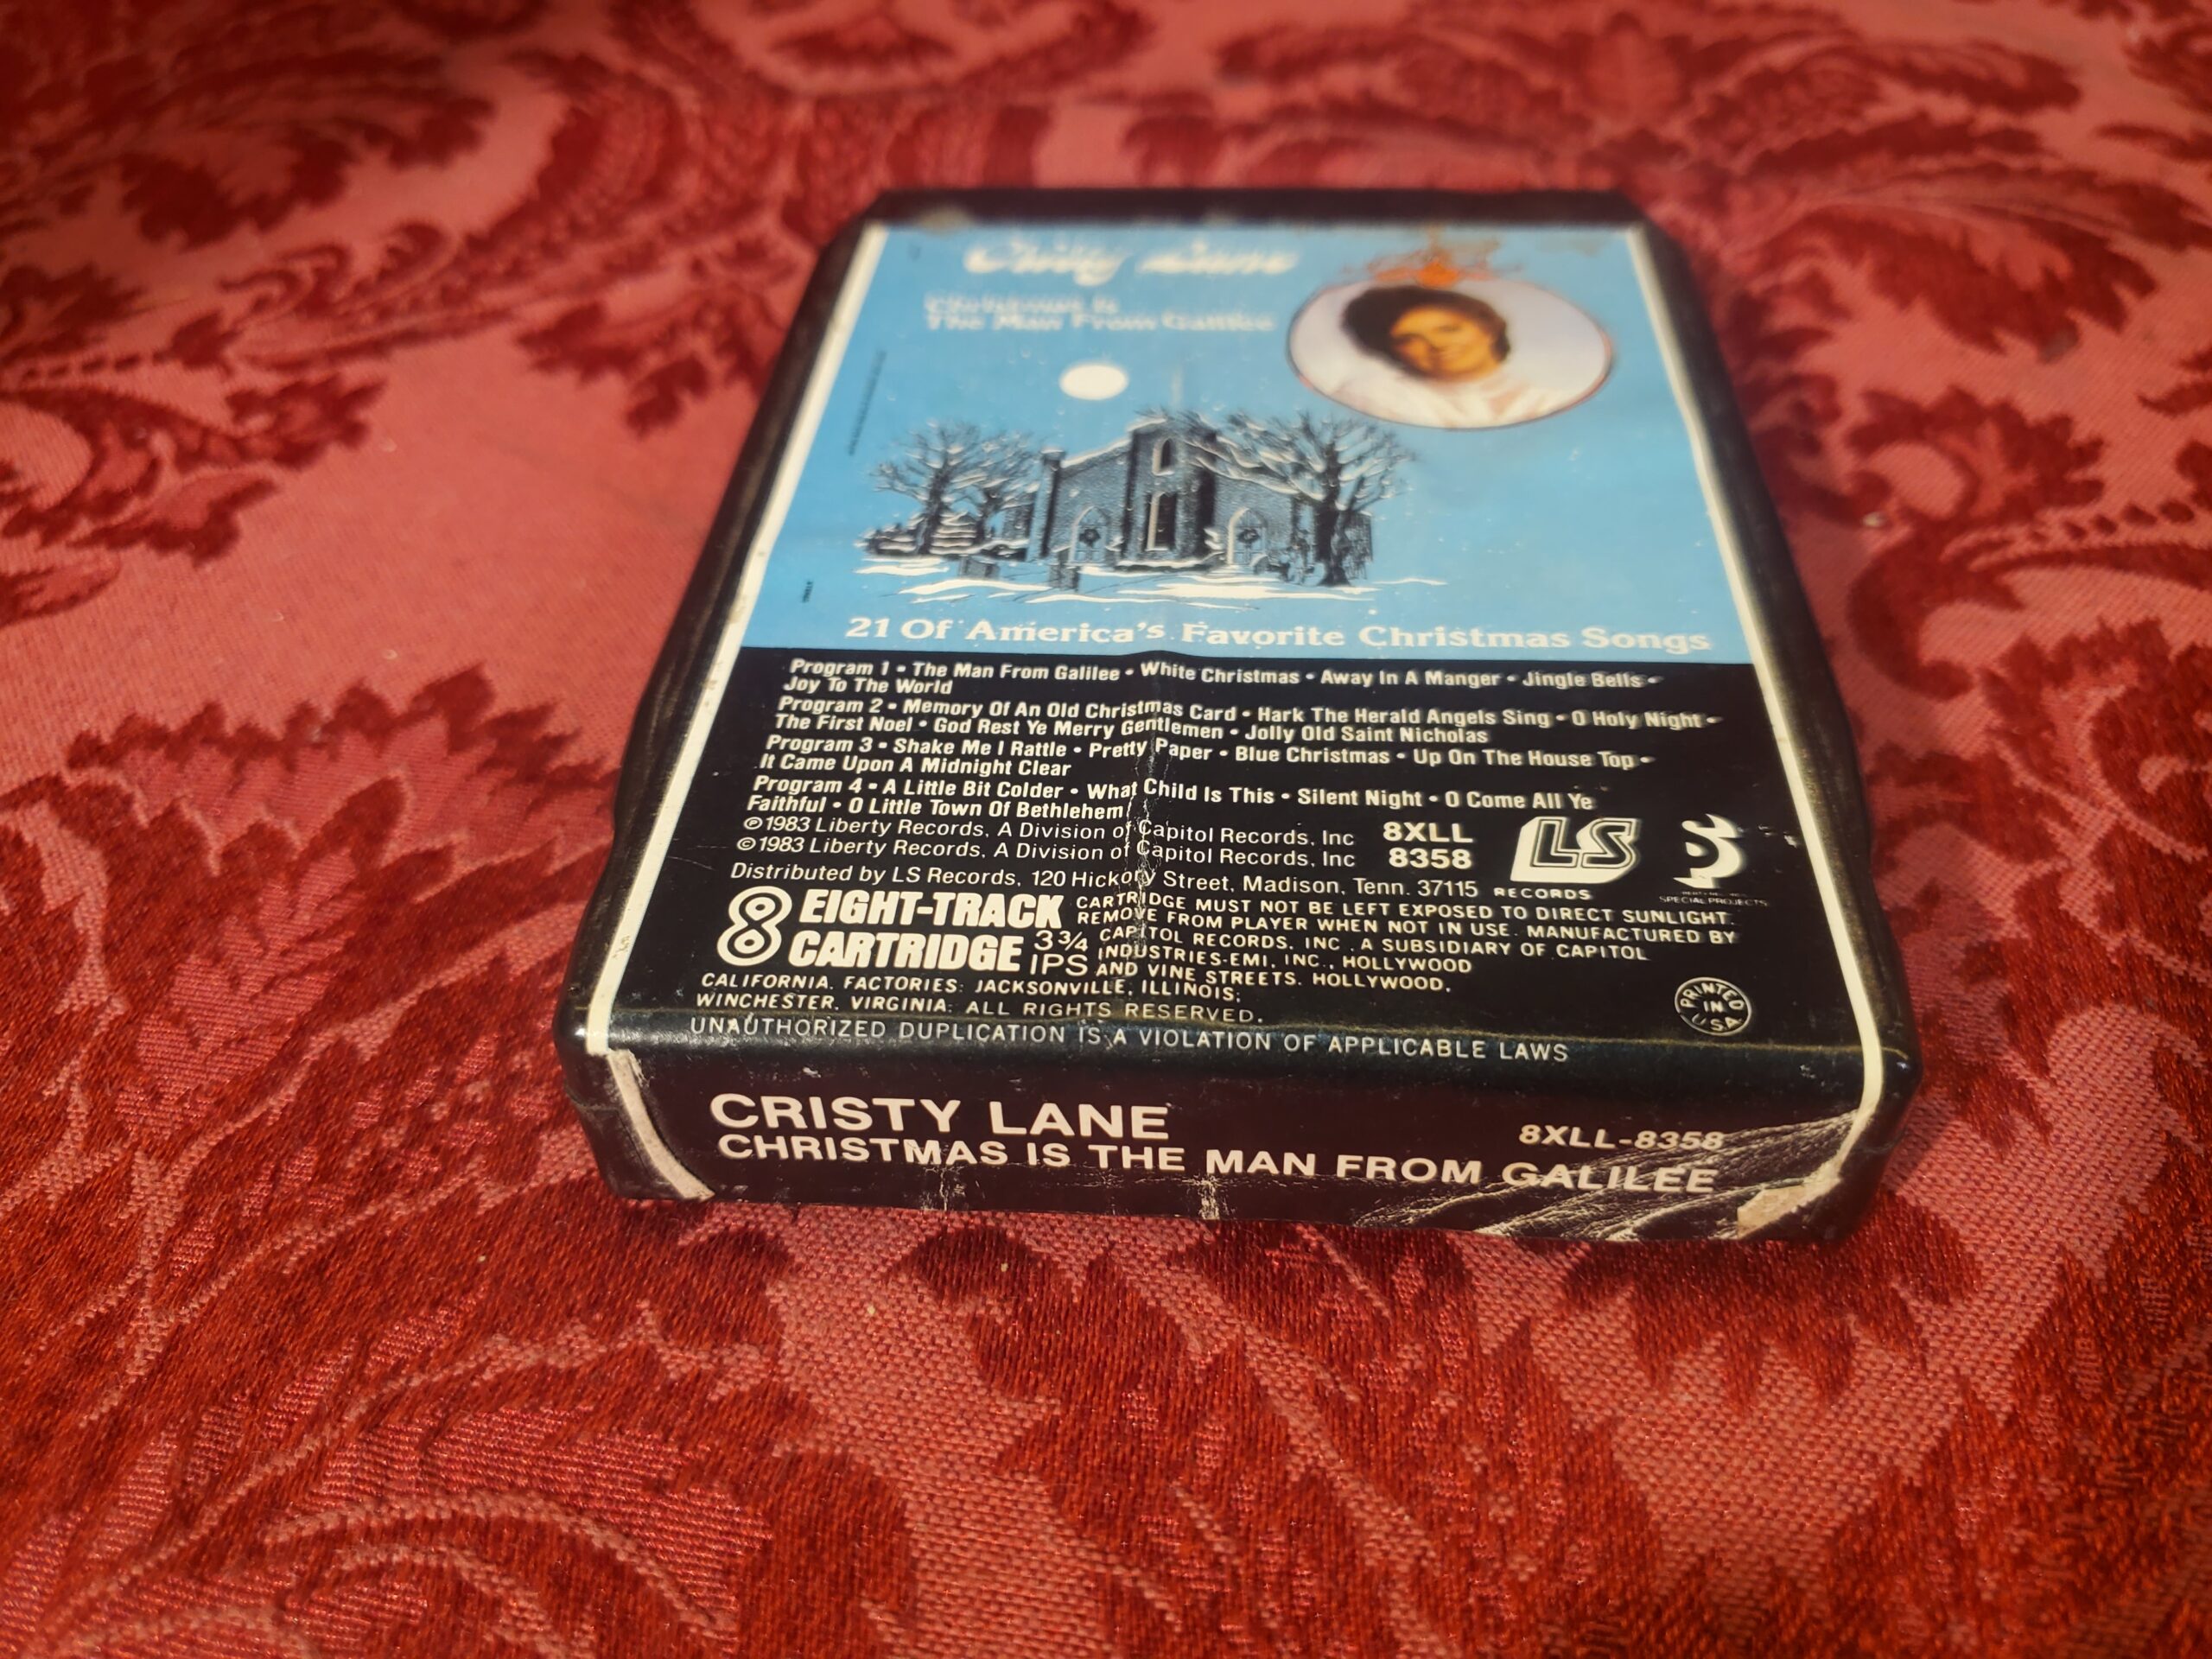 Cristy Lane
Christmas Is
The Man From Galilee
21 Of America's Favorite Christmas Songs
Program 1 • The Man From Galilee • White Christmas • Away In A Manger • Jingle Bells •
Joy To The World
Program 2 • Memory Of An Old Christmas Card • Hark The Herald Angels Sing • O Holy Night •
The First Noel • God Rest Ye Merry Gentlemen • Jolly Old Saint Nicholas
Program 3 • Shake Me I Rattle • Pretty Paper • Blue Christmas • Up On The House Top •
It Came Upon A Midnight Clear
Program 4 • A Little Bit Colder • What Child Is This • Silent Night • O Come All Ye
Faithful • O Little Town Of Bethlehem
℗1983 Liberty Records, A Division of Capitol Records, Inc
©1983 Liberty Records, A Division of Capitol Records, Inc
8XLL
8358
LS
RECORDS
S
SPECIAL PROJECTS
Distributed by LS Records, 120 Hickory Street, Madison, Tenn. 37115
8 EIGHT-TRACK
CARTRIDGE
3¾
IPS
CARTRIDGE MUST NOT BE LEFT EXPOSED TO DIRECT SUNLIGHT.
REMOVE FROM PLAYER WHEN NOT IN USE. MANUFACTURED BY
CAPITOL RECORDS, INC., A SUBSIDIARY OF CAPITOL
INDUSTRIES-EMI, INC., HOLLYWOOD
AND VINE STREETS. HOLLYWOOD,
CALIFORNIA. FACTORIES: JACKSONVILLE, ILLINOIS;
WINCHESTER, VIRGINIA. ALL RIGHTS RESERVED.
UNAUTHORIZED DUPLICATION IS A VIOLATION OF APPLICABLE LAWS
PRINTED
IN
USA
CRISTY LANE
8XLL-8358
CHRISTMAS IS THE MAN FROM GALILEE